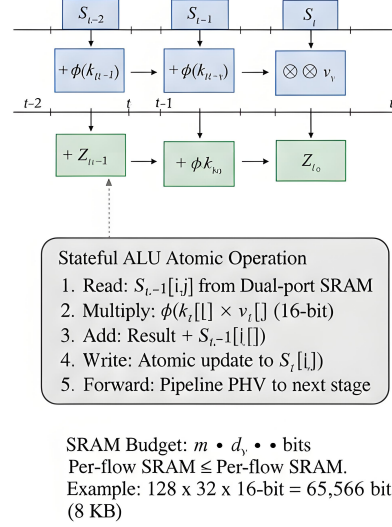 S_{t-2} S_{t-1} S_t
+ ϕ(k_{t-1}) + ϕ(k_{t-v}) ⊗ ⊗ v_v
t-2 t t-1 t
+ Z_{t-1} + ϕ k Z_{t_0}
Stateful ALU Atomic Operation
1. Read: S_{t-1}[i,j] from Dual-port SRAM
2. Multiply: ϕ(k_t[[] × v_t[] (16-bit)
3. Add: Result + S_{t-1}[i,[])
4. Write: Atomic update to S_t[i,j])
5. Forward: Pipeline PHV to next stage
SRAM Budget: m • d_v • • bits
Per-flow SRAM ≤ Per-flow SRAM.
Example: 128 x 32 x 16-bit = 65,566 bit
(8 KB)